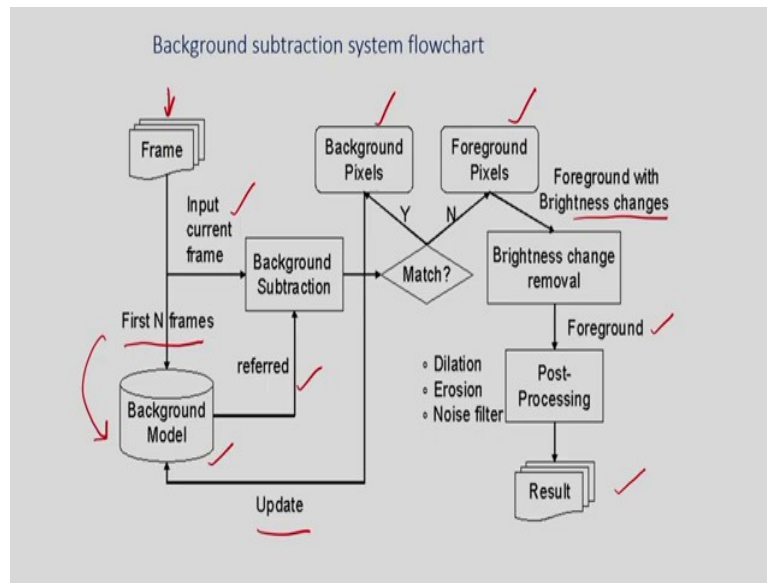 Background subtraction system flowchart
Frame
Background
Pixels
Foreground
Pixels
Foreground with
Brightness changes
Input
current
frame
Y
N
Background
Subtraction
Match?
Brightness change
removal
First N frames
Foreground
referred
Dilation
Erosion
Noise filter
Post-
Processing
Background
Model
Result
Update